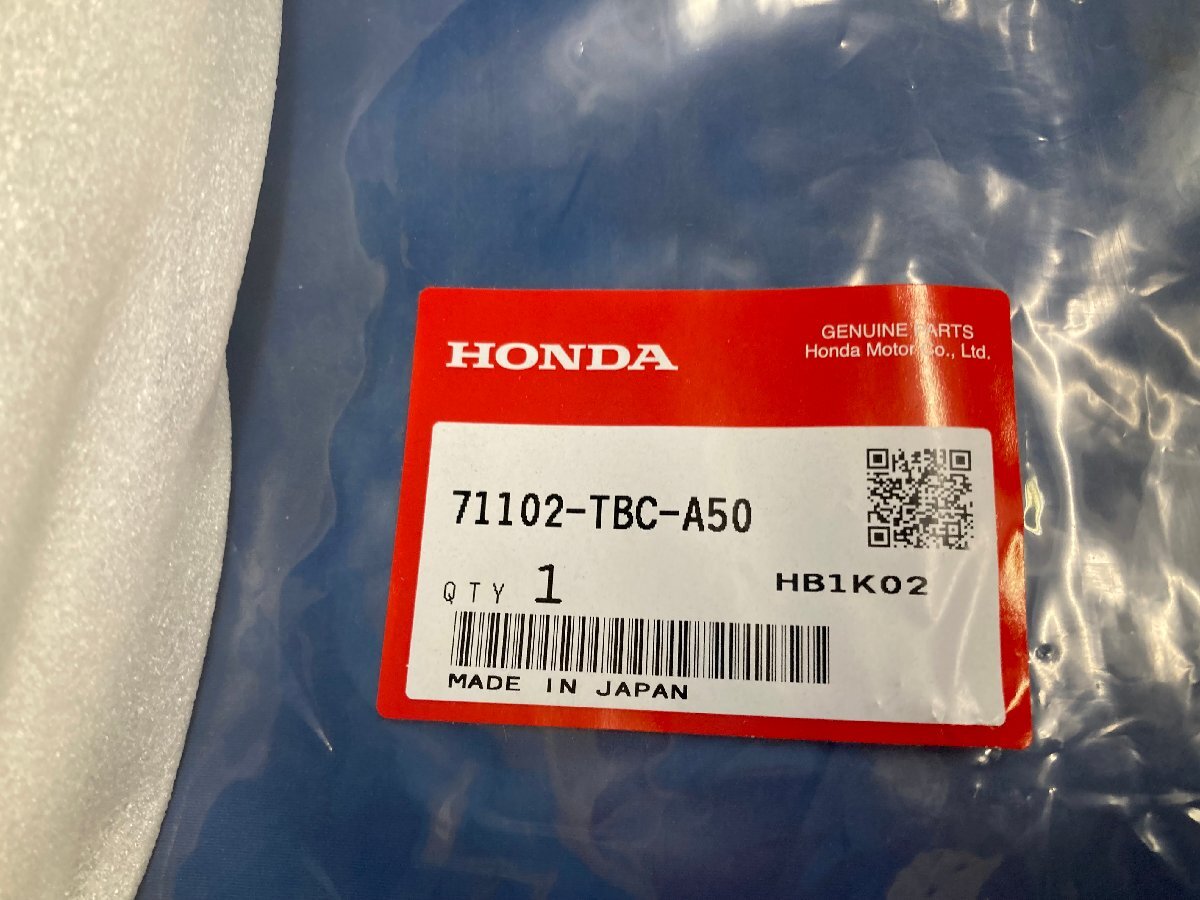 HONDA
GENUINE PARTS
Honda Motor Co., Ltd.
71102-TBC-A50
QTY 1
HB1K02
MADE IN JAPAN